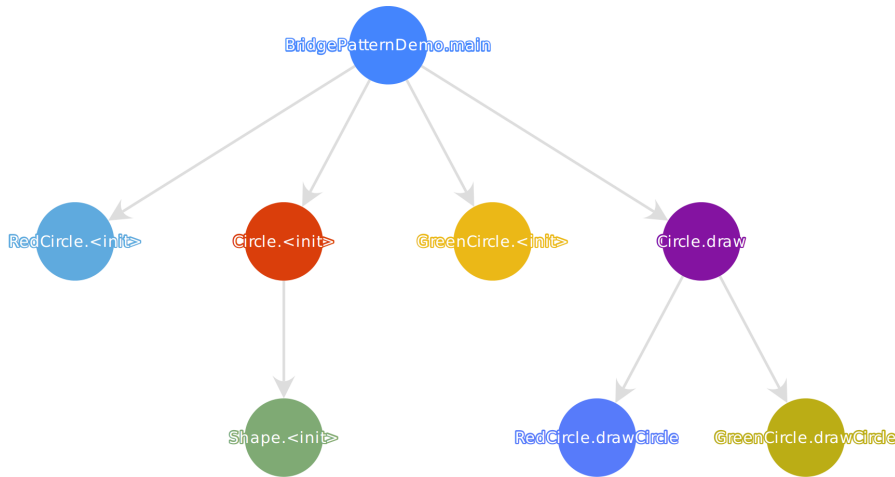 BridgePatternDemo.main
RedCircle.<init>
Circle.<init>
GreenCircle.<init>
Circle.draw
Shape.<init>
RedCircle.drawCircle
GreenCircle.drawCircle